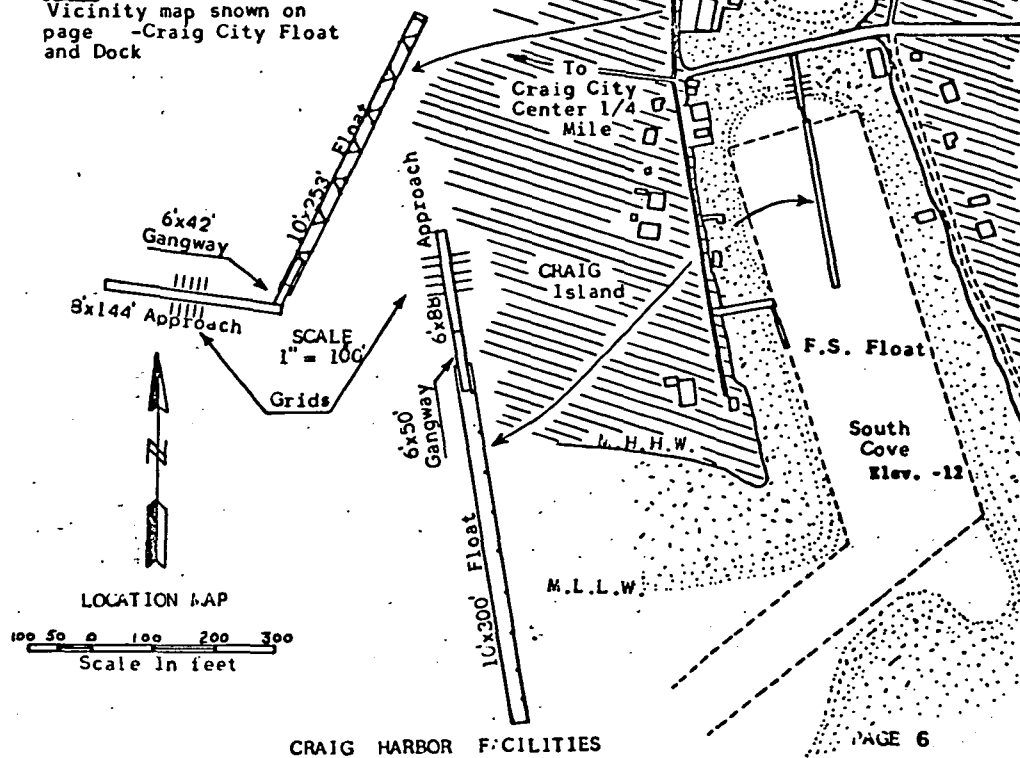 Vicinity map shown on
page -Craig City Float
and Dock
To
Craig City
Center 1/4
Mile
10'x253' Float
6'x42'
Gangway
8'x144' Approach
SCALE
1" = 100'
Grids
6'x88' Approach
6'x50'
Gangway
10'x300' Float
CRAIG
Island
M.H.H.W.
F.S. Float
South
Cove
Elev. -12
M.L.L.W.
N
LOCATION MAP
100 50 0 100 200 300
Scale in feet
CRAIG HARBOR FACILITIES
PAGE 6